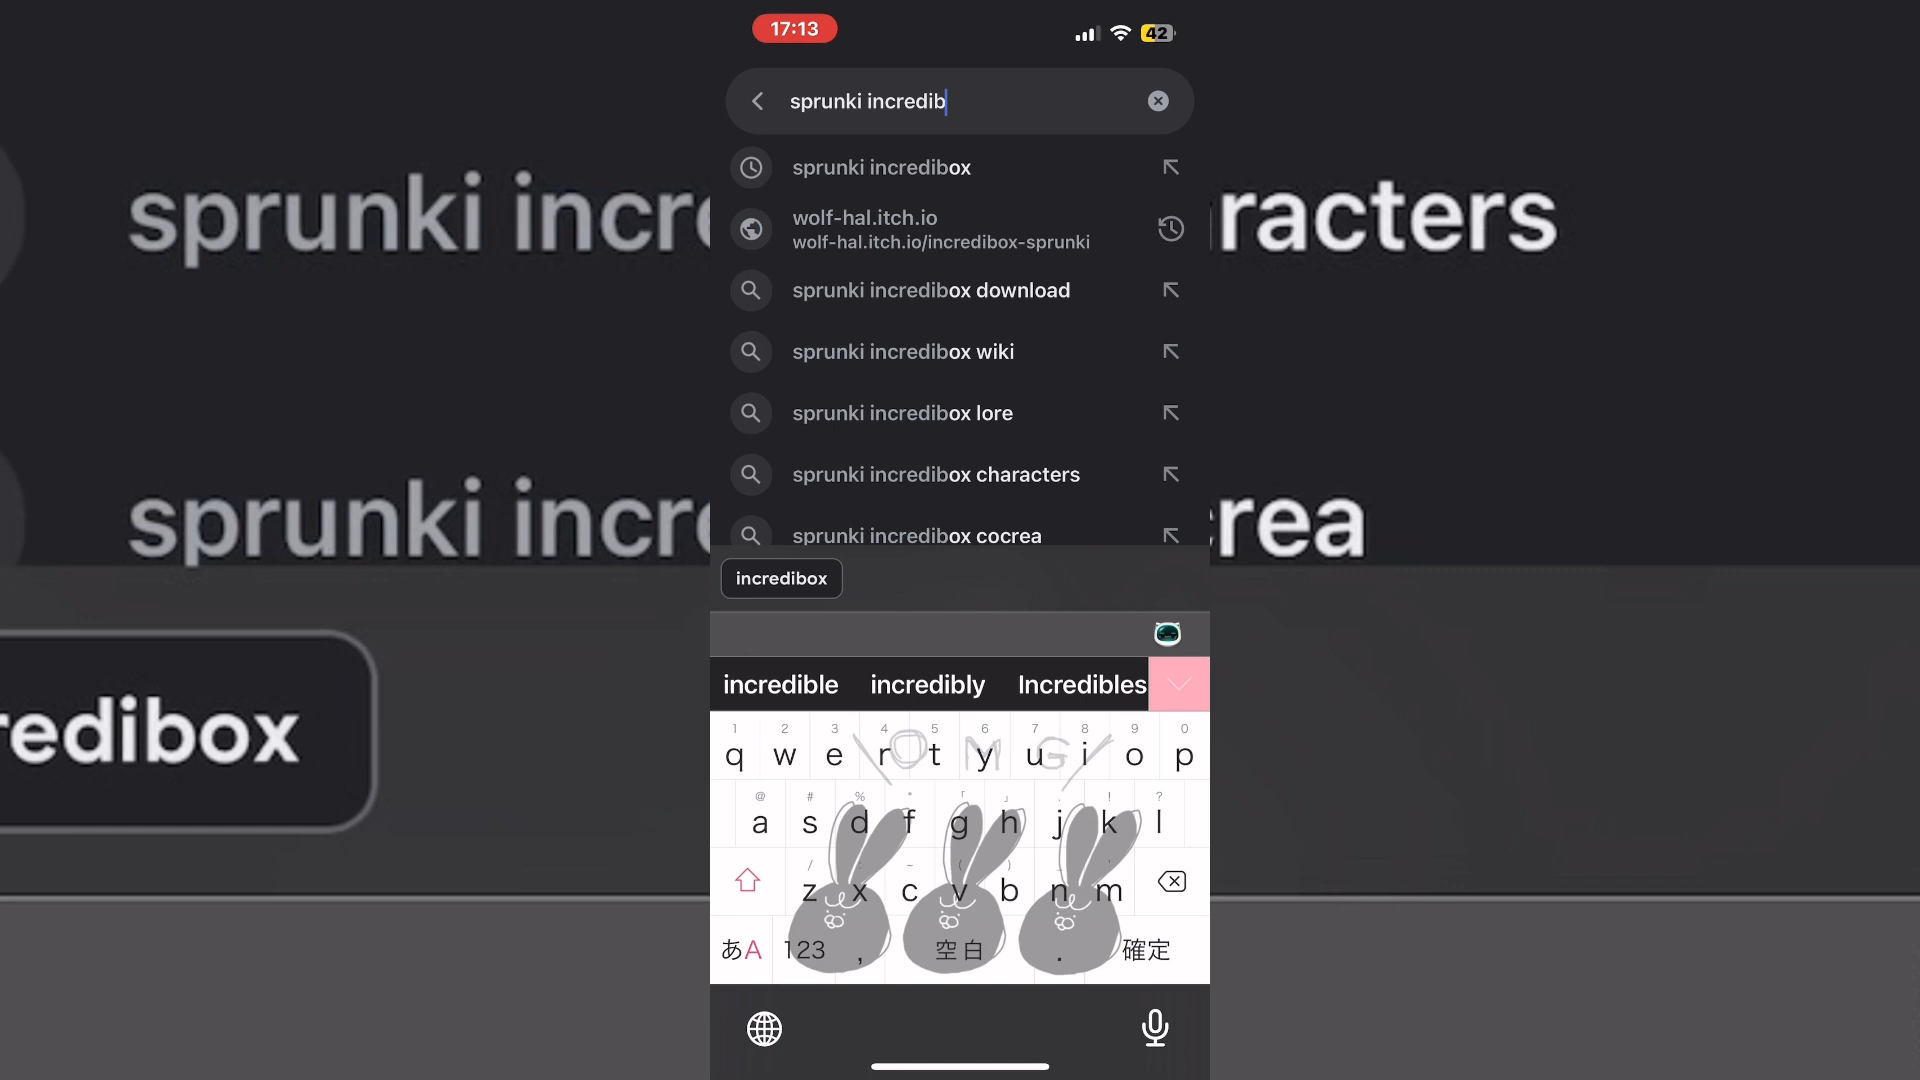 17:13
42
sprunki incredib
sprunki incredibox
wolf-hal.itch.io
wolf-hal.itch.io/incredibox-sprunki
sprunki incredibox download
sprunki incredibox wiki
sprunki incredibox lore
sprunki incredibox characters
sprunki incredibox cocrea
incredibox
incredible incredibly Incredibles
1 2 3 4 5 6 7 8 9 0
q w e r t y u i o p
OMG
@ # % * 「 」 . ! ?
a s d f g h j k l
/ : ~ ( ) '
z x c v b n m
あA 123 , 空白 . 確定
sprunki incre
racters
sprunki incre
rea
redibox